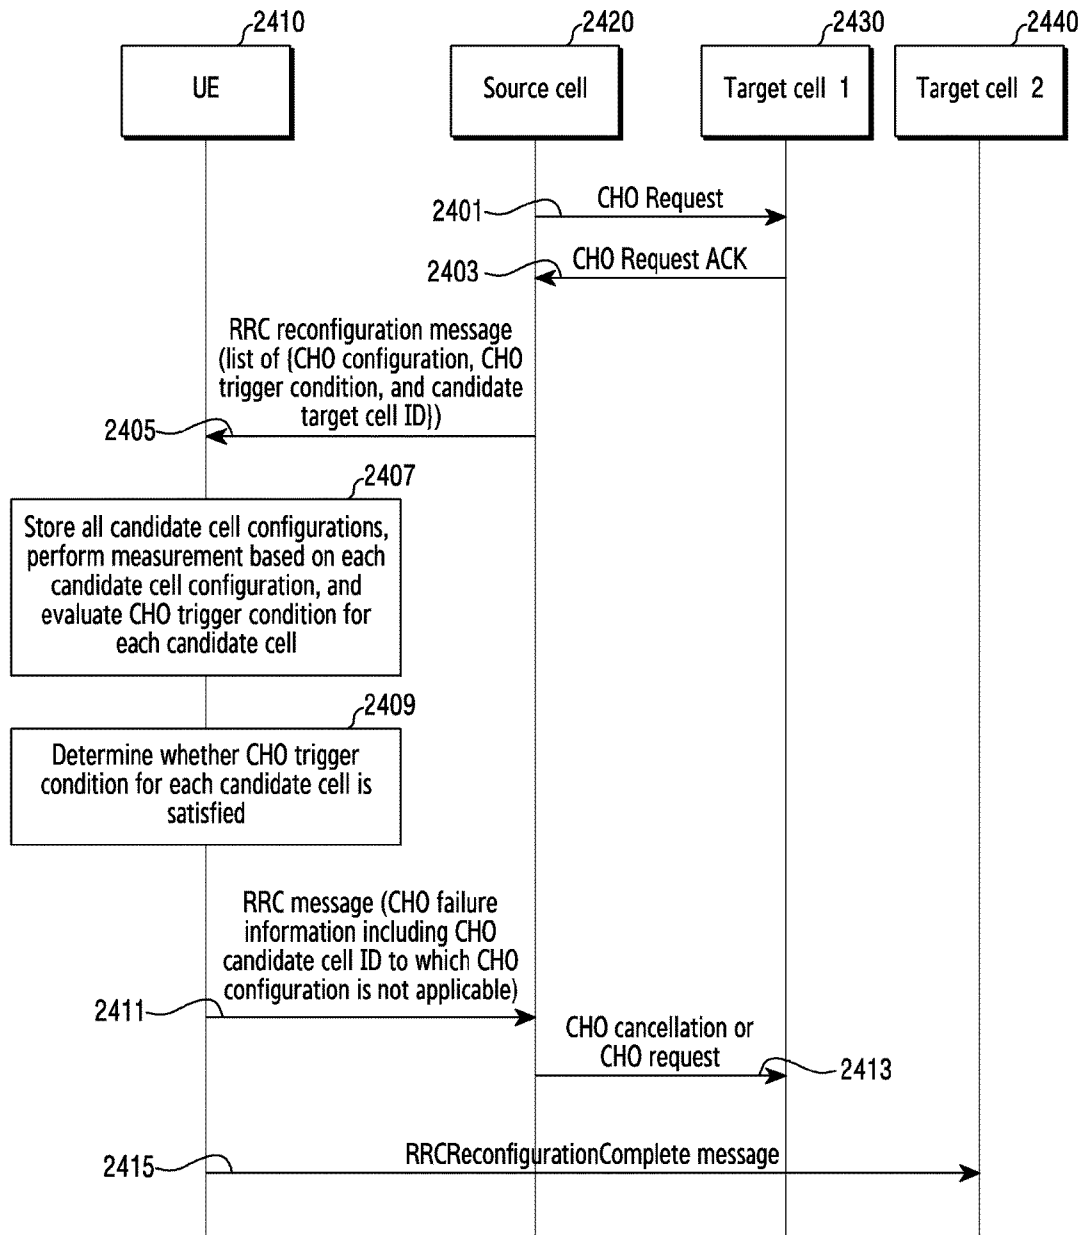 2410
2420
2430
2440
UE
Source cell
Target cell 1
Target cell 2
CHO Request
2401
CHO Request ACK
2403
RRC reconfiguration message
(list of {CHO configuration, CHO
trigger condition, and candidate
target cell ID})
2405
2407
Store all candidate cell configurations,
perform measurement based on each
candidate cell configuration, and
evaluate CHO trigger condition for
each candidate cell
2409
Determine whether CHO trigger
condition for each candidate cell is
satisfied
RRC message (CHO failure
information including CHO
candidate cell ID to which CHO
configuration is not applicable)
2411
CHO cancellation or
CHO request
2413
RRCReconfigurationComplete message
2415